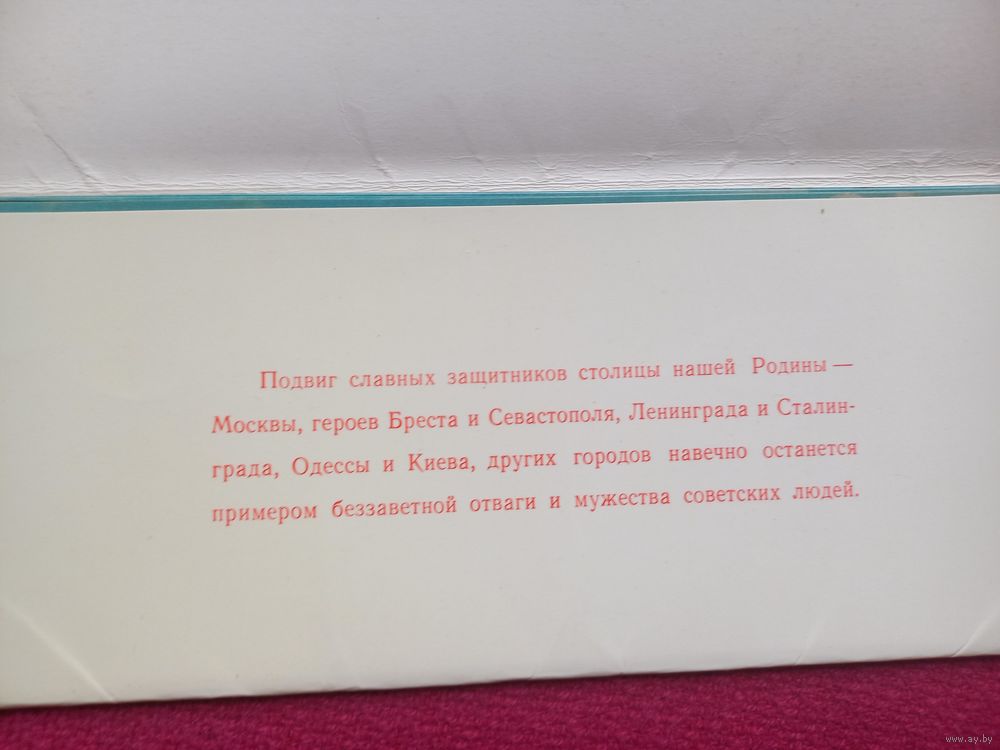 Подвиг славных защитников столицы нашей Родины —
Москвы, героев Бреста и Севастополя, Ленинграда и Сталин-
града, Одессы и Киева, других городов навечно останется
примером беззаветной отваги и мужества советских людей.
www.ay.by